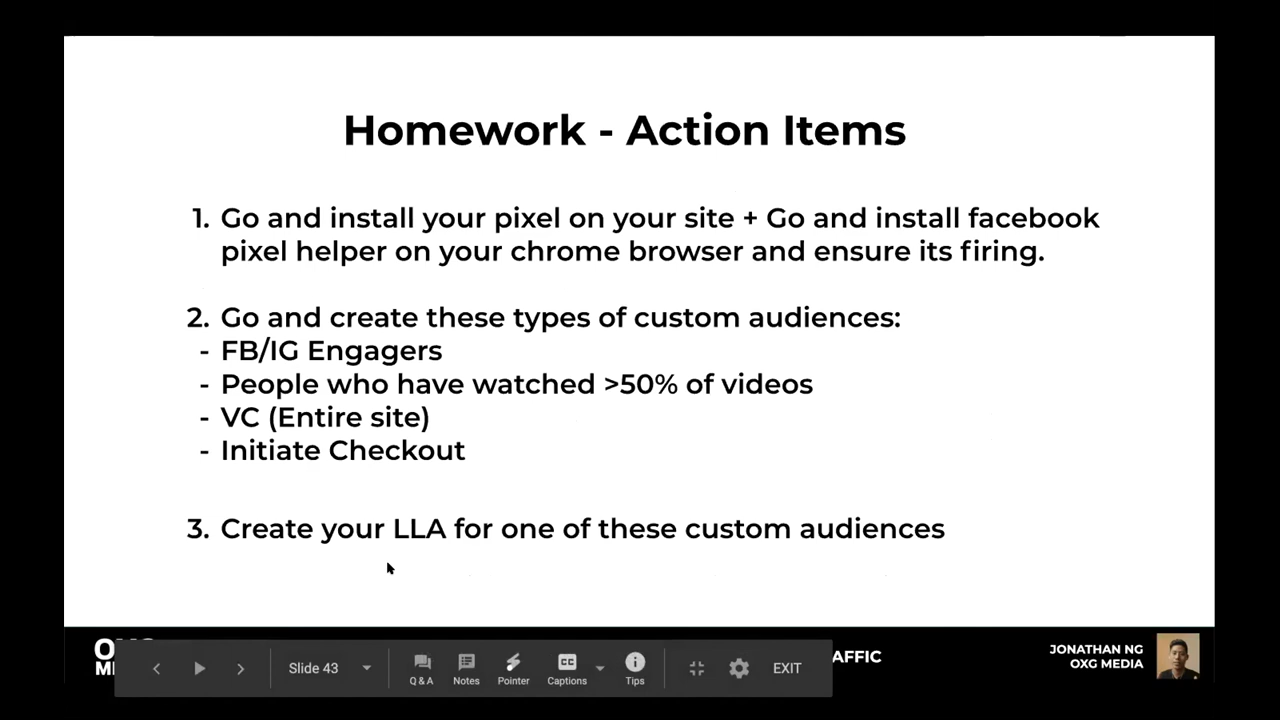 Homework - Action Items
1. Go and install your pixel on your site + Go and install facebook
pixel helper on your chrome browser and ensure its firing.
2. Go and create these types of custom audiences:
- FB/IG Engagers
- People who have watched >50% of videos
- VC (Entire site)
- Initiate Checkout
3. Create your LLA for one of these custom audiences
AFFIC
JONATHAN NG
OXG MEDIA
Slide 43
Q & A
Notes
Pointer
Captions
Tips
EXIT